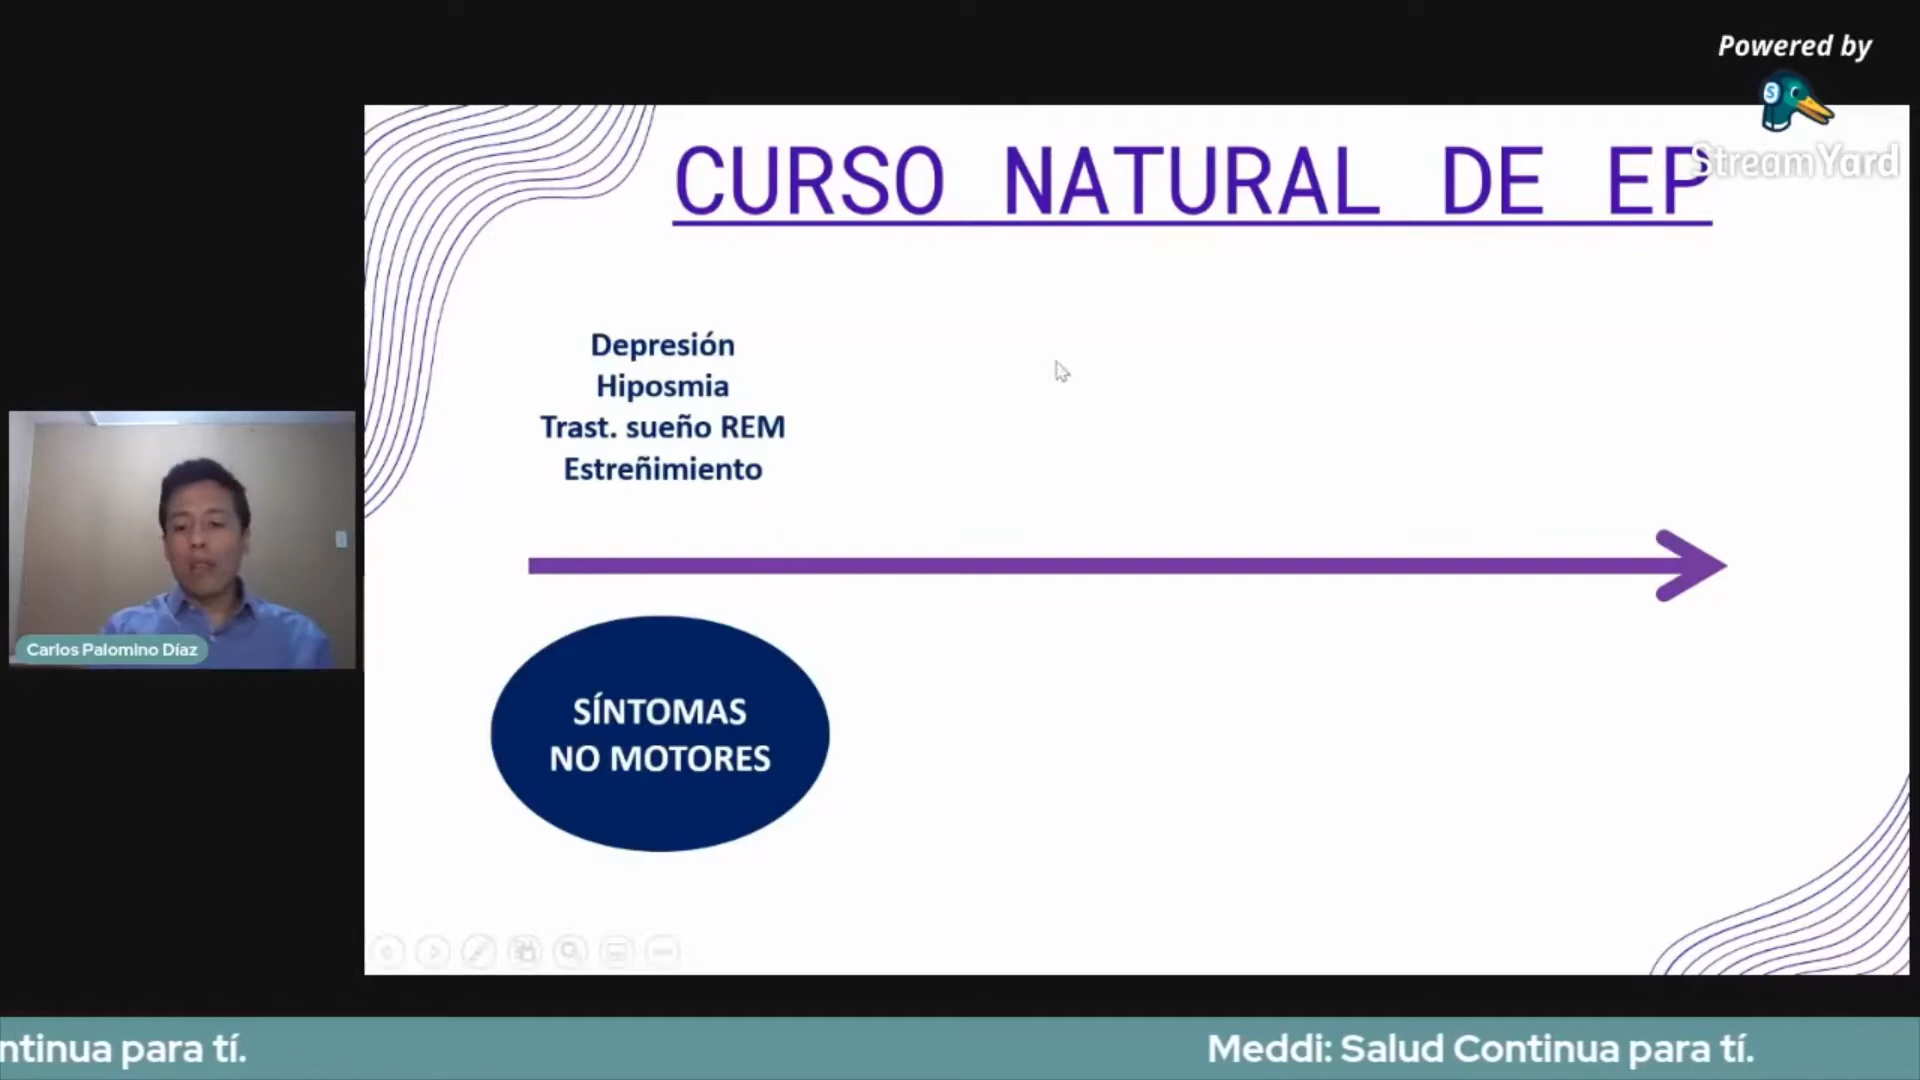 Powered by
StreamYard
CURSO NATURAL DE EP
Depresión
Hiposmia
Trast. sueño REM
Estreñimiento
SÍNTOMAS
NO MOTORES
Carlos Palomino Díaz
ntinua para tí.
Meddi: Salud Continua para tí.